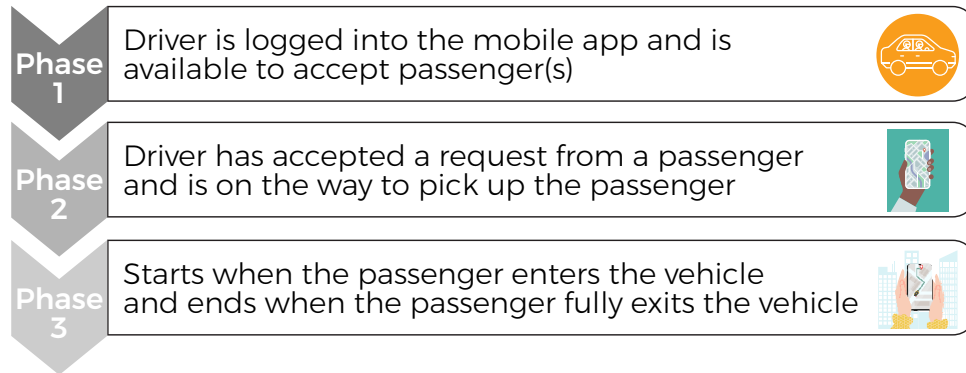 Phase
1
Driver is logged into the mobile app and is
available to accept passenger(s)
Phase
2
Driver has accepted a request from a passenger
and is on the way to pick up the passenger
Phase
3
Starts when the passenger enters the vehicle
and ends when the passenger fully exits the vehicle